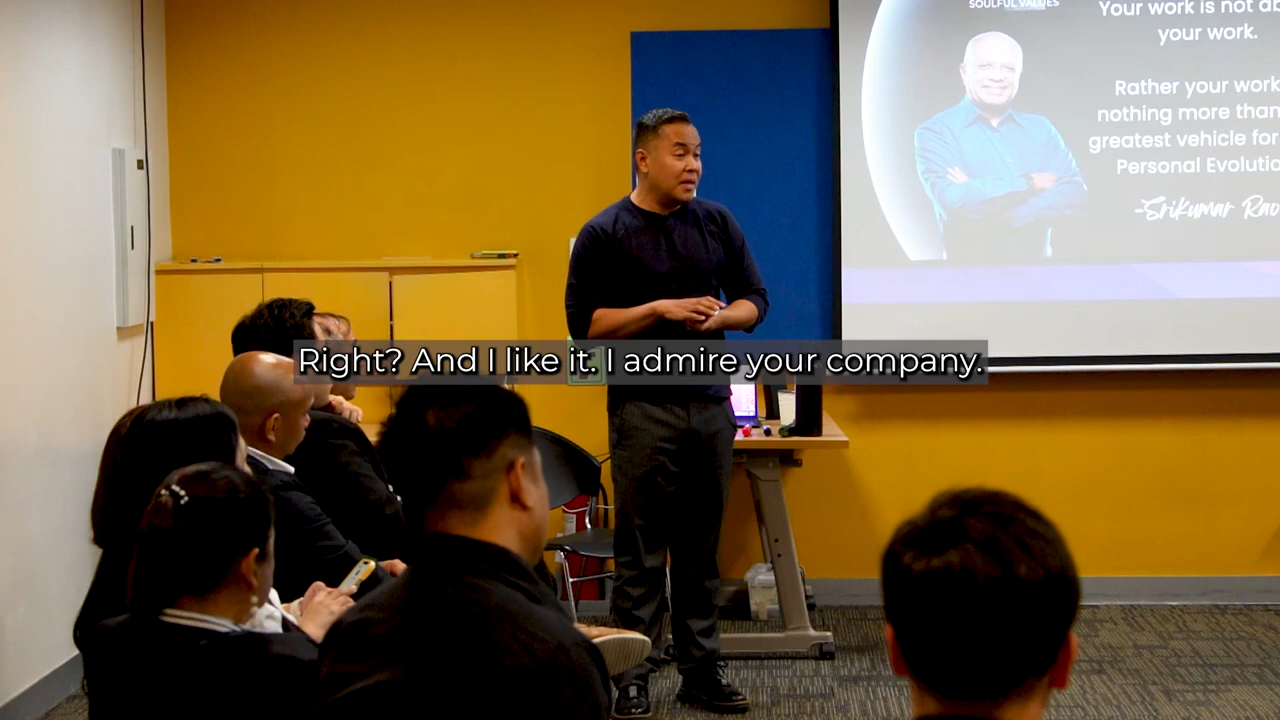 SOULFUL VALUES
Your work is not ab
your work.
Rather your work
nothing more than
greatest vehicle for
Personal Evolutio
-Srikumar Rao
Right? And I like it. I admire your company.